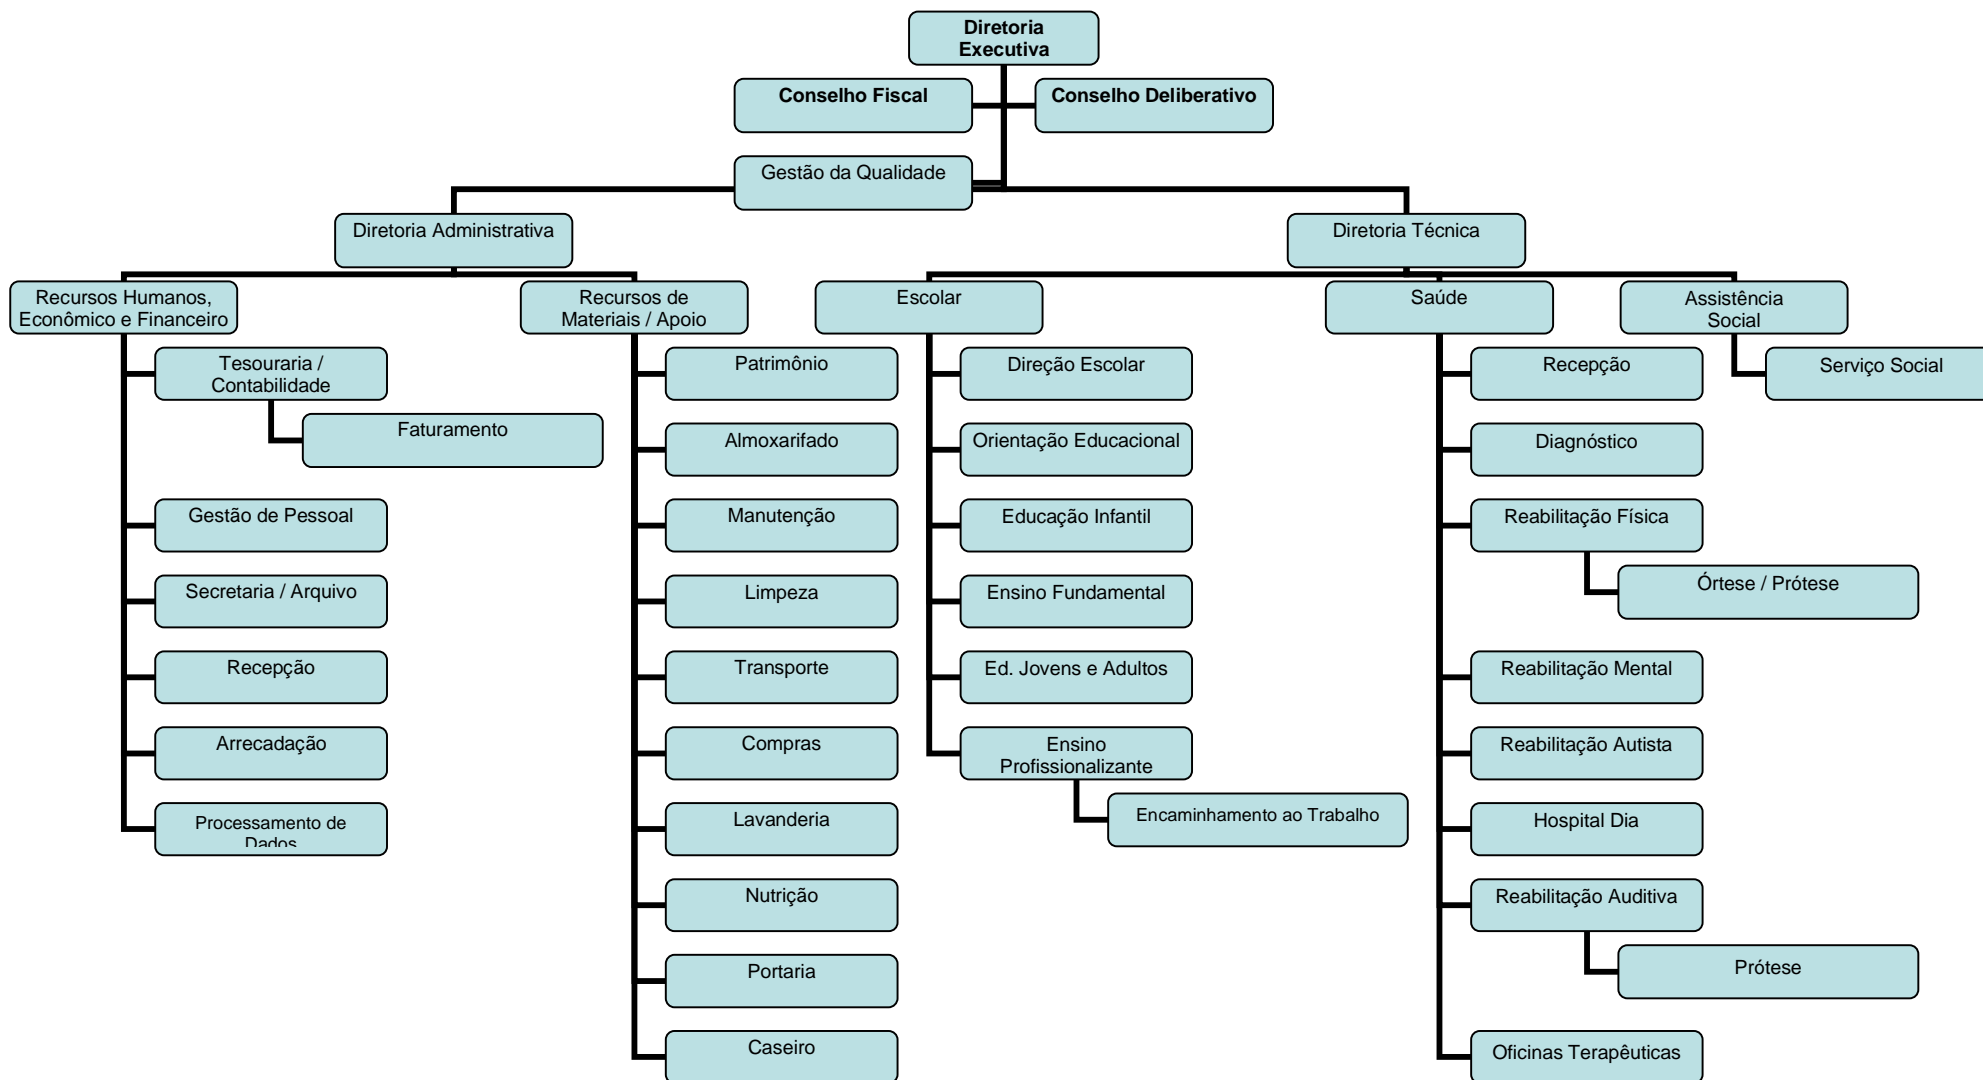 Diretoria
Executiva
Conselho Fiscal
Conselho Deliberativo
Gestão da Qualidade
Diretoria Administrativa
Diretoria Técnica
Recursos Humanos,
Econômico e Financeiro
Recursos de
Materiais / Apoio
Escolar
Saúde
Assistência
Social
Tesouraria /
Contabilidade
Faturamento
Gestão de Pessoal
Secretaria / Arquivo
Recepção
Arrecadação
Processamento de
Dados
Patrimônio
Almoxarifado
Manutenção
Limpeza
Transporte
Compras
Lavanderia
Nutrição
Portaria
Caseiro
Direção Escolar
Orientação Educacional
Educação Infantil
Ensino Fundamental
Ed. Jovens e Adultos
Ensino
Profissionalizante
Encaminhamento ao Trabalho
Recepção
Diagnóstico
Reabilitação Física
Órtese / Prótese
Reabilitação Mental
Reabilitação Autista
Hospital Dia
Reabilitação Auditiva
Prótese
Oficinas Terapêuticas
Serviço Social